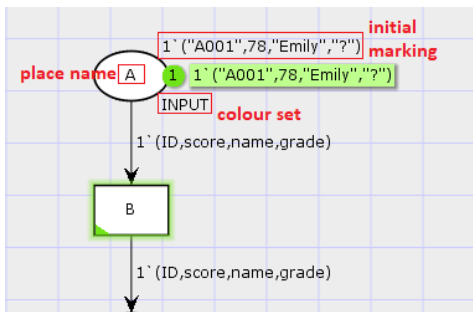 initial
1`("A001",78,"Emily","?") marking
place name A 1 1`("A001",78,"Emily","?")
INPUT colour set
1`(ID,score,name,grade)
B
1`(ID,score,name,grade)